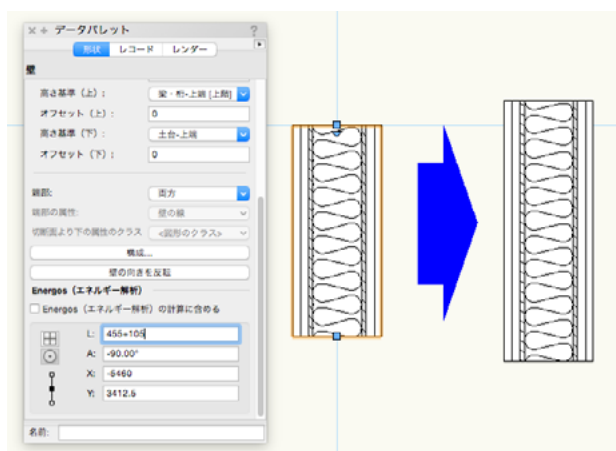 データパレット
?
形状 レコード レンダー
壁
高さ基準（上）: 梁・桁-上端 [上階]
オフセット（上）: 0
高さ基準（下）: 土台-上端
オフセット（下）: 0
端部: 両方
端部の属性: 壁の線
切断面より下の属性のクラス <図形のクラス>
構成...
壁の向きを反転
Energos（エネルギー解析）
Energos（エネルギー解析）の計算に含める
L: 455+105
A: -90.00°
X: -5460
Y: 3412.5
名前: